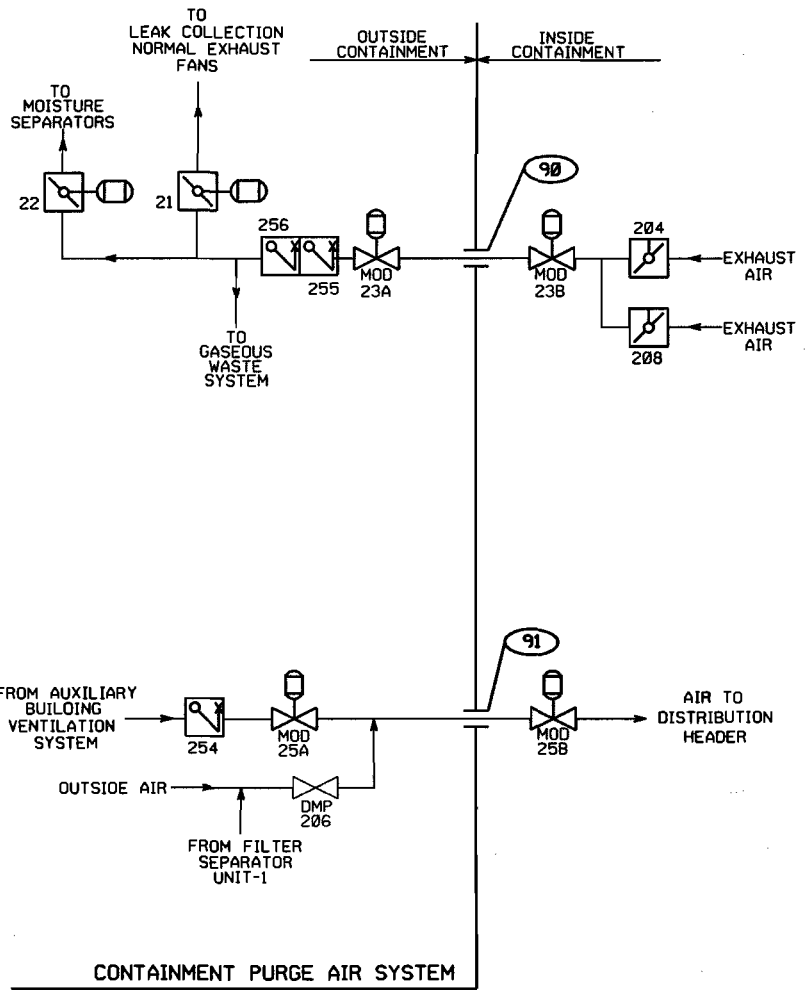 TO
LEAK COLLECTION
NORMAL EXHAUST
FANS
OUTSIDE
CONTAINMENT
INSIDE
CONTAINMENT
TO
MOISTURE
SEPARATORS
90
22
21
256
255
MOD
23A
MOD
23B
204
EXHAUST
AIR
208
EXHAUST
AIR
TO
GASEOUS
WASTE
SYSTEM
91
FROM AUXILIARY
BUILDING
VENTILATION
SYSTEM
254
MOD
25A
MOD
25B
AIR TO
DISTRIBUTION
HEADER
OUTSIDE AIR
DMP
206
FROM FILTER
SEPARATOR
UNIT-1
CONTAINMENT PURGE AIR SYSTEM